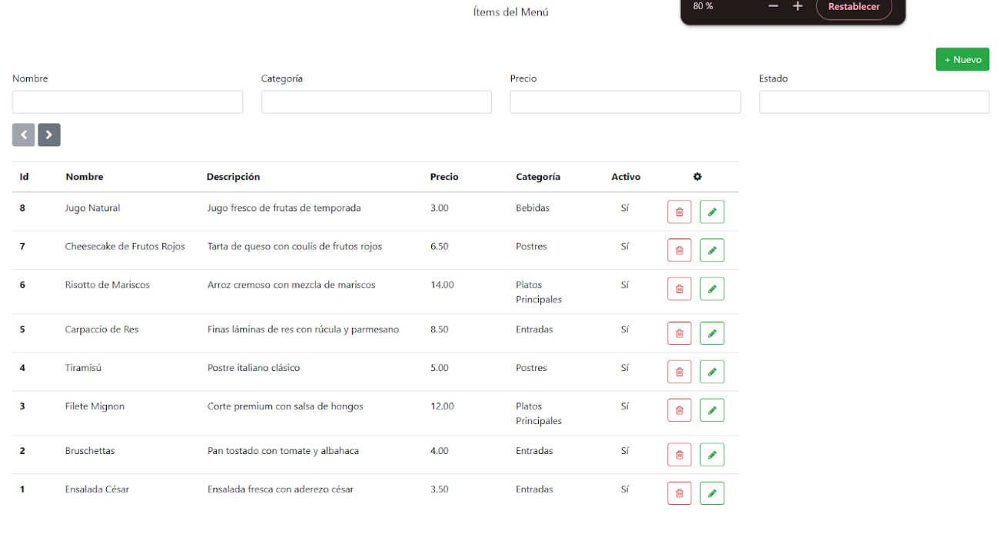 Ítems del Menú
80 %
Restablecer
+ Nuevo
Nombre Categoría Precio Estado
Id Nombre Descripción Precio Categoría Activo
8 Jugo Natural Jugo fresco de frutas de temporada 3.00 Bebidas Sí
7 Cheesecake de Frutos Rojos Tarta de queso con coulis de frutos rojos 6.50 Postres Sí
6 Risotto de Mariscos Arroz cremoso con mezcla de mariscos 14.00 Platos Sí
Principales
5 Carpaccio de Res Finas láminas de res con rúcula y parmesano 8.50 Entradas Sí
4 Tiramisú Postre italiano clásico 5.00 Postres Sí
3 Filete Mignon Corte premium con salsa de hongos 12.00 Platos Sí
Principales
2 Bruschettas Pan tostado con tomate y albahaca 4.00 Entradas Sí
1 Ensalada César Ensalada fresca con aderezo césar 3.50 Entradas Sí